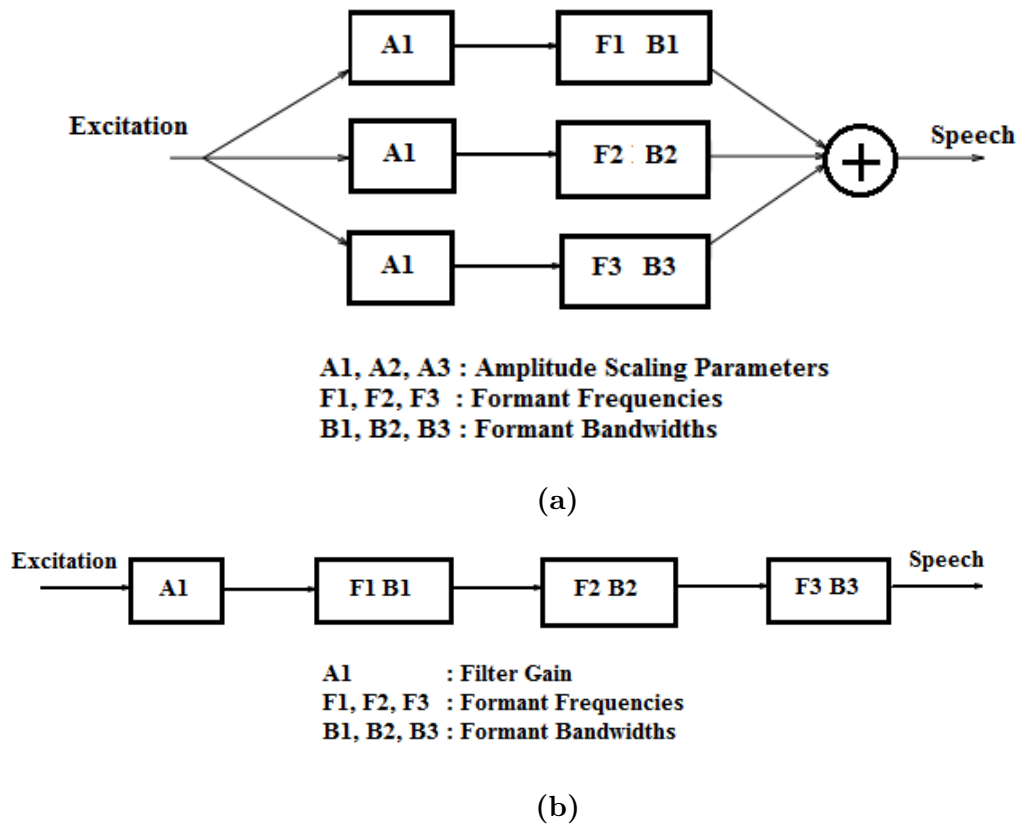 A1
F1 B1
Excitation
Speech
A1
F2 B2
+
A1
F3 B3
A1, A2, A3 : Amplitude Scaling Parameters
F1, F2, F3 : Formant Frequencies
B1, B2, B3 : Formant Bandwidths
(a)
Excitation
Speech
A1
F1 B1
F2 B2
F3 B3
A1 : Filter Gain
F1, F2, F3 : Formant Frequencies
B1, B2, B3 : Formant Bandwidths
(b)